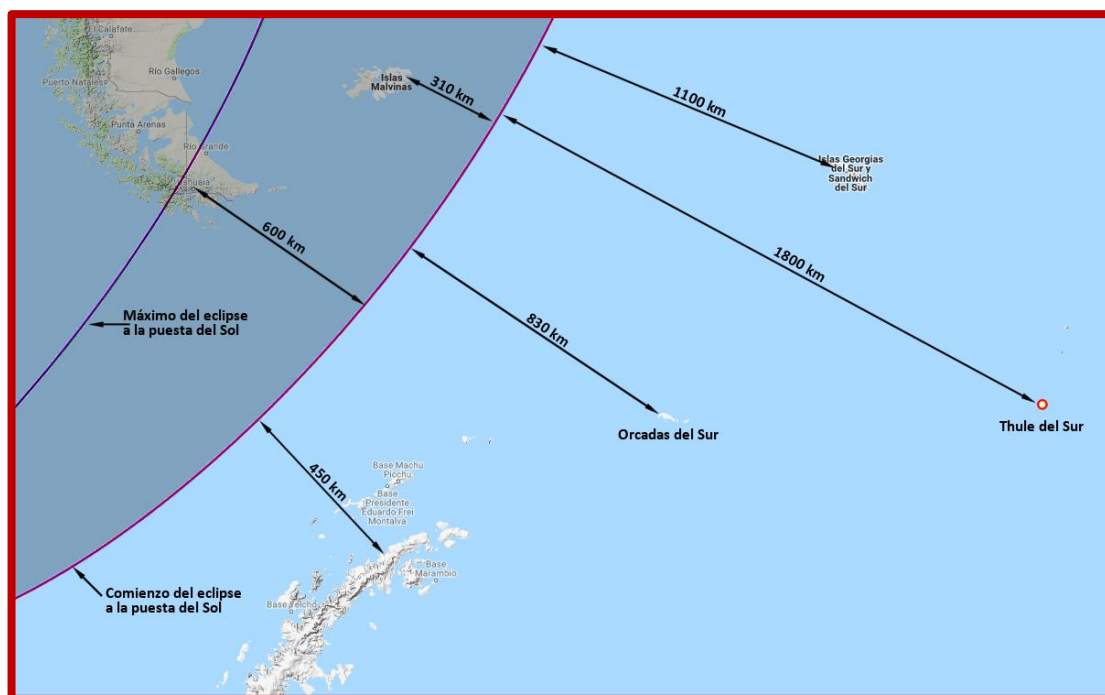 El Calafate
Río Gallegos
Puerto Natales
Punta Arenas
Río Grande
Ushuaia
Islas
Malvinas
310 km
1100 km
Islas Georgias
del Sur y
Sandwich
del Sur
600 km
1800 km
Máximo del eclipse
a la puesta del Sol
830 km
Orcadas del Sur
Thule del Sur
450 km
Base Machu
Picchu
Base
Presidente
Eduardo Frei
Montalva
Base
Marambio
Comienzo del eclipse
a la puesta del Sol
Base Yelcho